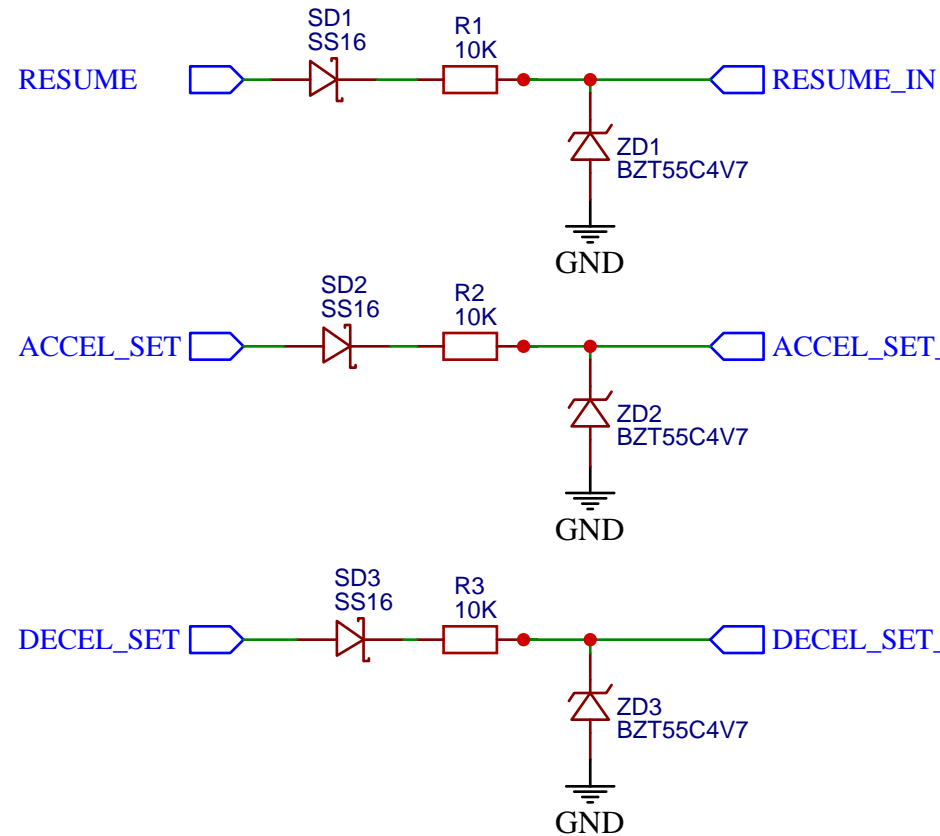 SD1
SS16
R1
10K
RESUME
RESUME_IN
ZD1
BZT55C4V7
GND
SD2
SS16
R2
10K
ACCEL_SET
ACCEL_SET_
ZD2
BZT55C4V7
GND
SD3
SS16
R3
10K
DECEL_SET
DECEL_SET_
ZD3
BZT55C4V7
GND